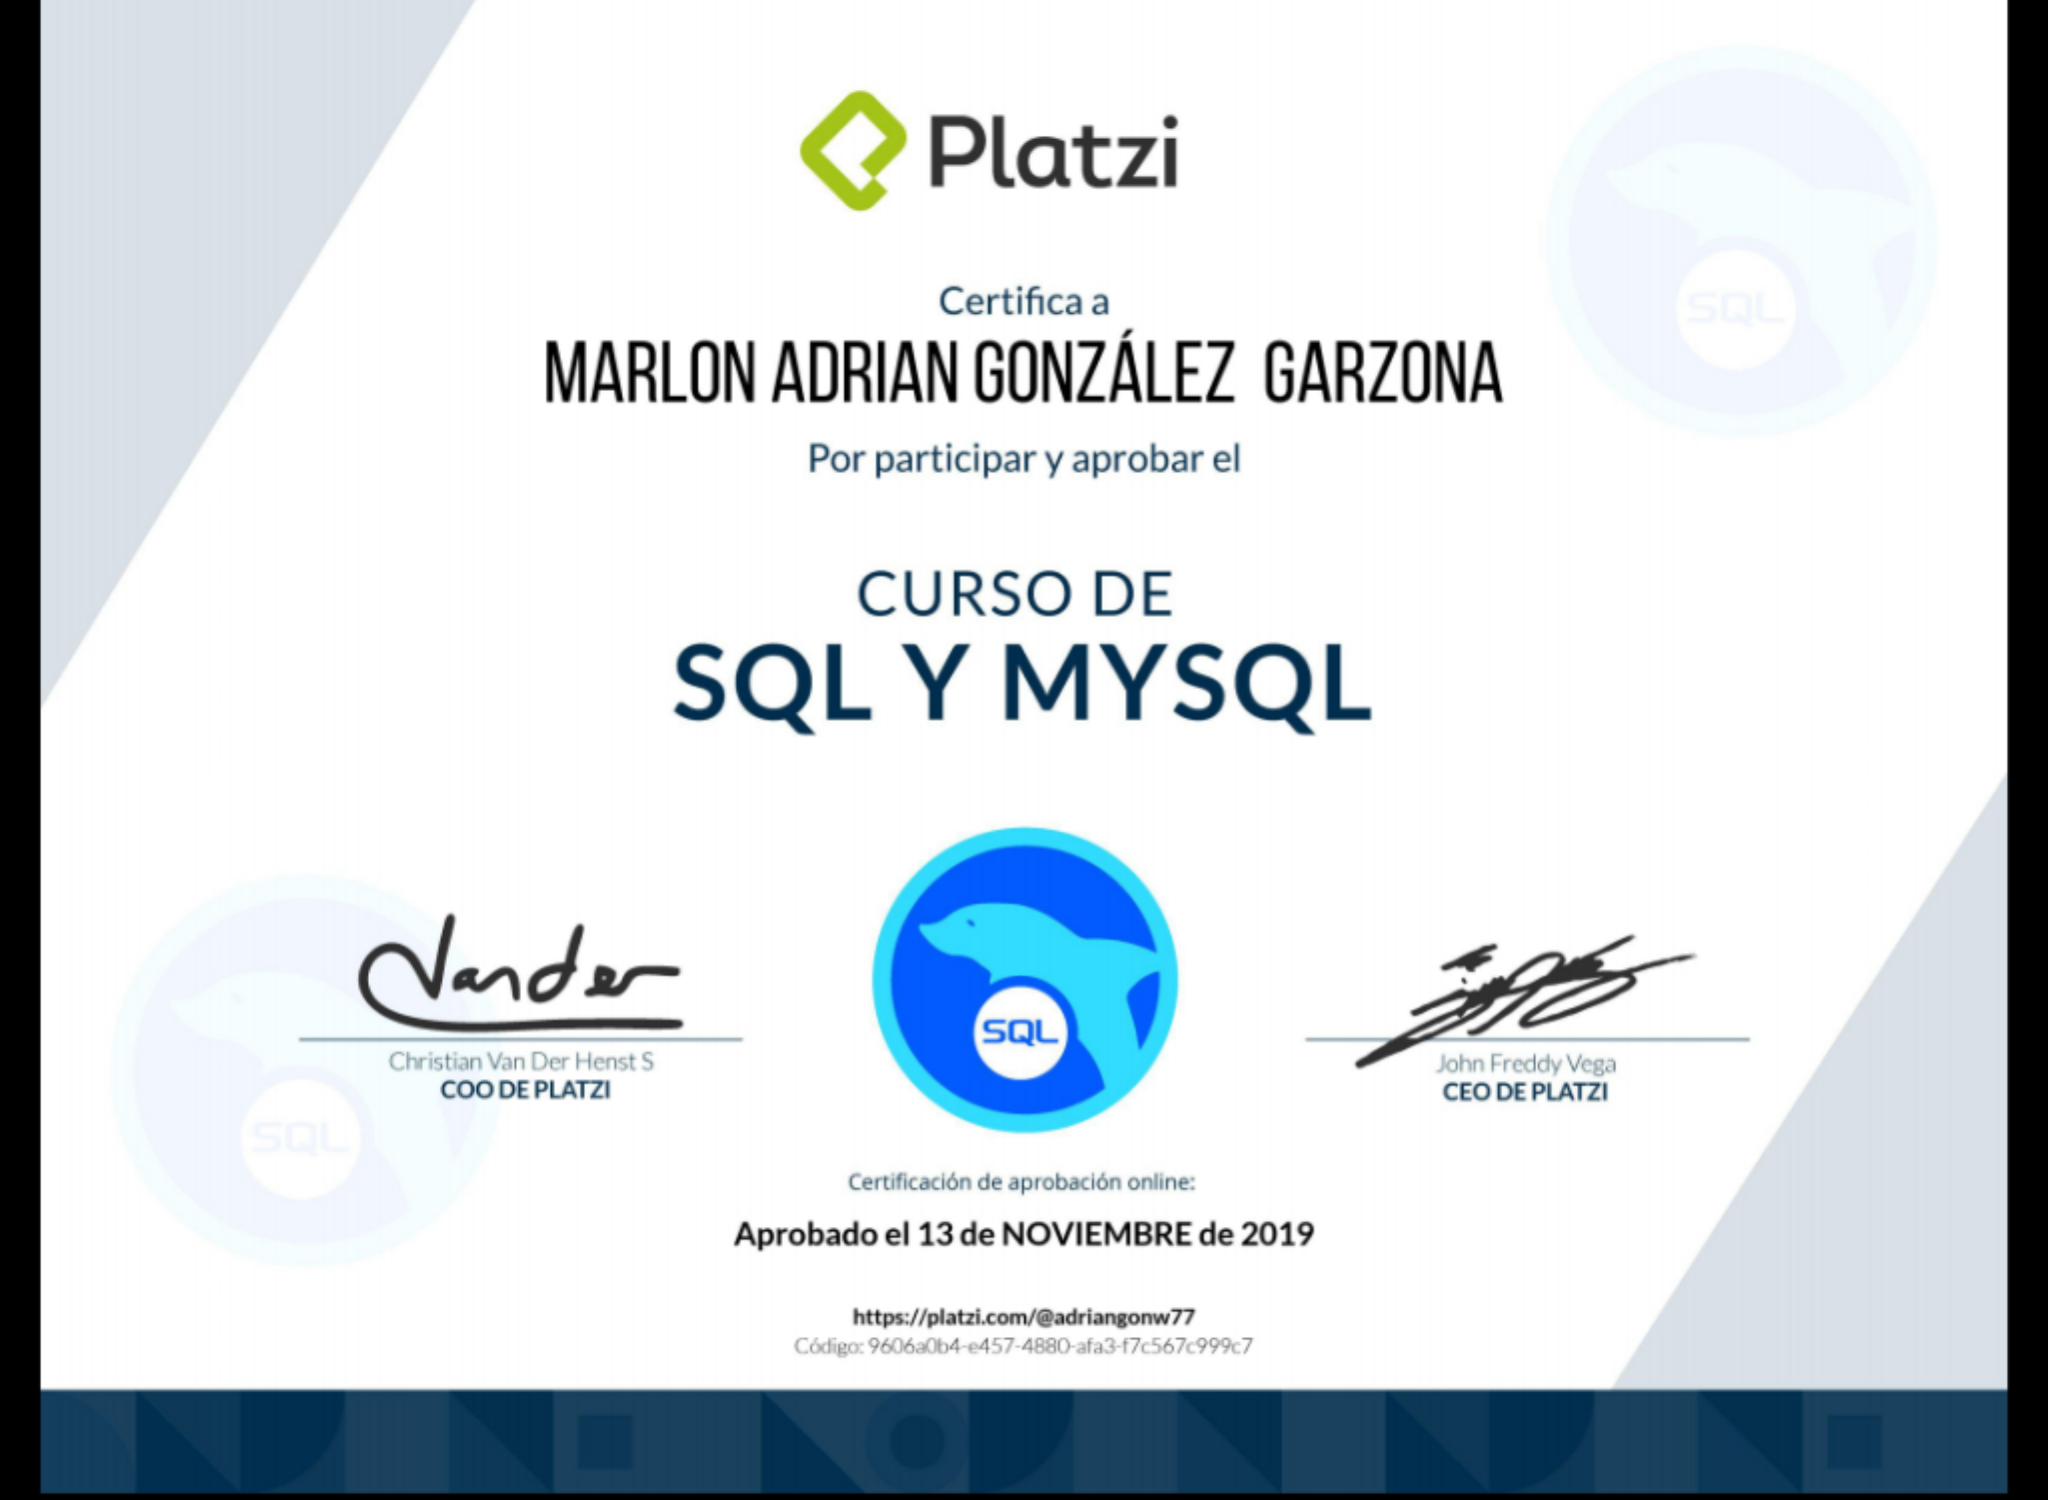 Platzi
Certifica a
MARLON ADRIAN GONZÁLEZ GARZONA
Por participar y aprobar el
CURSO DE
SQL Y MYSQL
SQL
SQL
Vander
SQL
Christian Van Der Henst S
COO DE PLATZI
John Freddy Vega
CEO DE PLATZI
SQL
Certificación de aprobación online:
Aprobado el 13 de NOVIEMBRE de 2019
https://platzi.com/@adriangonw77
Código: 9606a0b4-e457-4880-afa3-f7c567c999c7